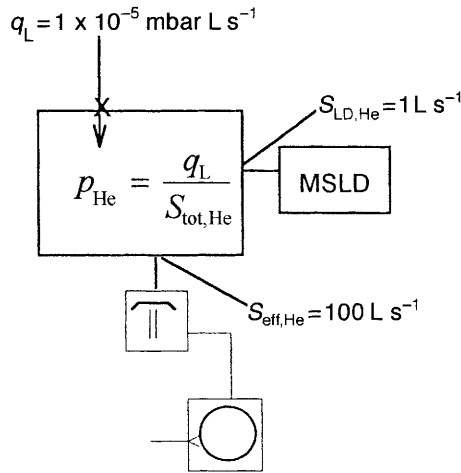 q_L = 1 x 10⁻⁵ mbar L s⁻¹
S_LD,He = 1 L s⁻¹
p_He = q_L / S_tot,He
MSLD
S_eff,He = 100 L s⁻¹